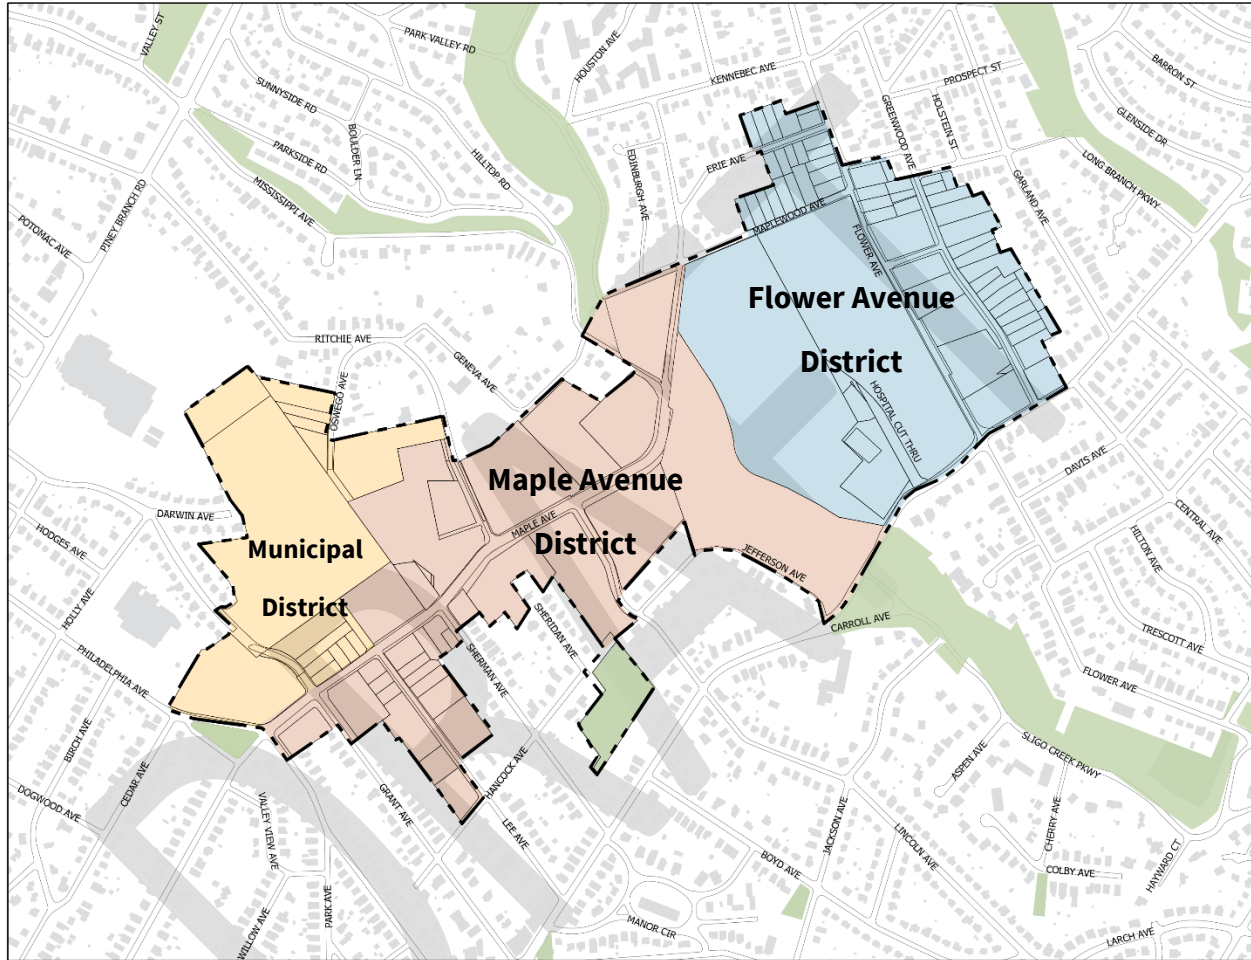 VALLEY ST
PARK VALLEY RD
HOUSTON AVE
KENNEBEC AVE
PROSPECT ST
BARRON ST
SUNNYSIDE RD
GREENWOOD AVE
HOLSTEIN ST
GLENSIDE DR
BOULDER LN
PARKSIDE RD
HILLTOP RD
EDINBURGH AVE
ERIE AVE
LONG BRANCH PKWY
MISSISSIPPI AVE
GARLAND AVE
PINEY BRANCH RD
POTOMAC AVE
MAPLEWOOD AVE
FLOWER AVE
Flower Avenue
District
RITCHIE AVE
GENEVA AVE
OSWEGO AVE
HOSPITAL CUT THRU
DAVIS AVE
Maple Avenue
District
MAPLE AVE
DARWIN AVE
CENTRAL AVE
HODGES AVE
HILTON AVE
Municipal
District
JEFFERSON AVE
HOLLY AVE
SHERIDAN AVE
CARROLL AVE
TRESCOTT AVE
PHILADELPHIA AVE
SHERMAN AVE
FLOWER AVE
BIRCH AVE
CEDAR AVE
SLIGO CREEK PKWY
ASPEN AVE
HANCOCK AVE
DOGWOOD AVE
GRANT AVE
VALLEY VIEW AVE
LEE AVE
JACKSON AVE
LINCOLN AVE
CHERRY AVE
BOYD AVE
COLBY AVE
HAYWARD CT
PARK AVE
WILLOW AVE
MANOR CIR
LARCH AVE